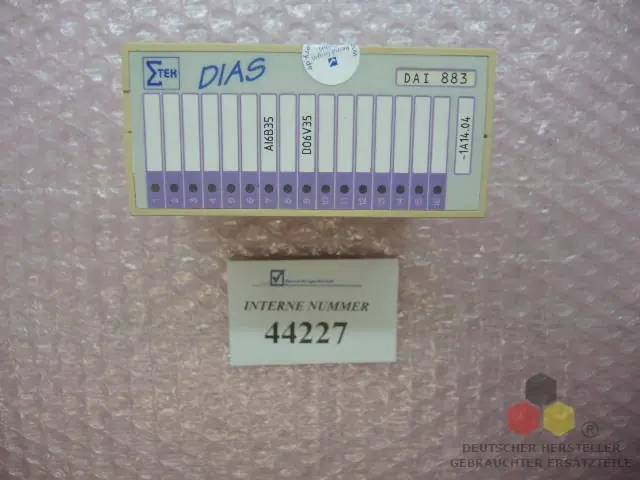 ΣTEK
DIAS
DAI 883
AI6B35
DO6V35
-1A14.04
1
2
3
4
5
6
7
8
9
10
11
12
13
14
15
16
INTERNE NUMMER
44227
®
DEUTSCHER HERSTELLER
GEBRAUCHTER ERSATZTEILE